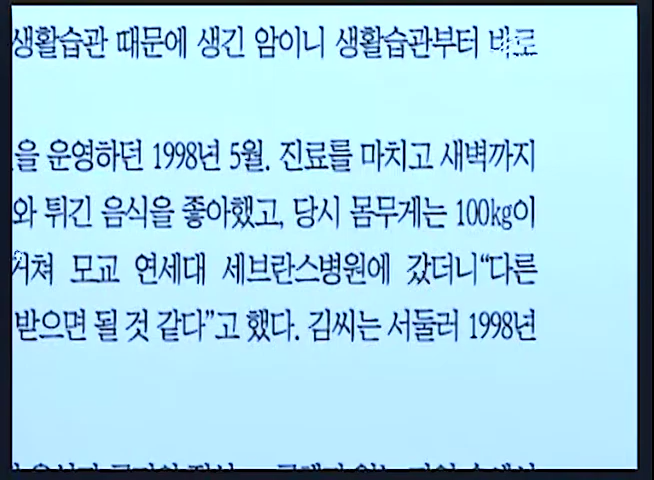 생활습관 때문에 생긴 암이니 생활습관부터 바로
을 운영하던 1998년 5월. 진료를 마치고 새벽까지
와 튀긴 음식을 좋아했고, 당시 몸무게는 100kg이
거쳐 모교 연세대 세브란스병원에 갔더니“다른
받으면 될 것 같다”고 했다. 김씨는 서둘러 1998년